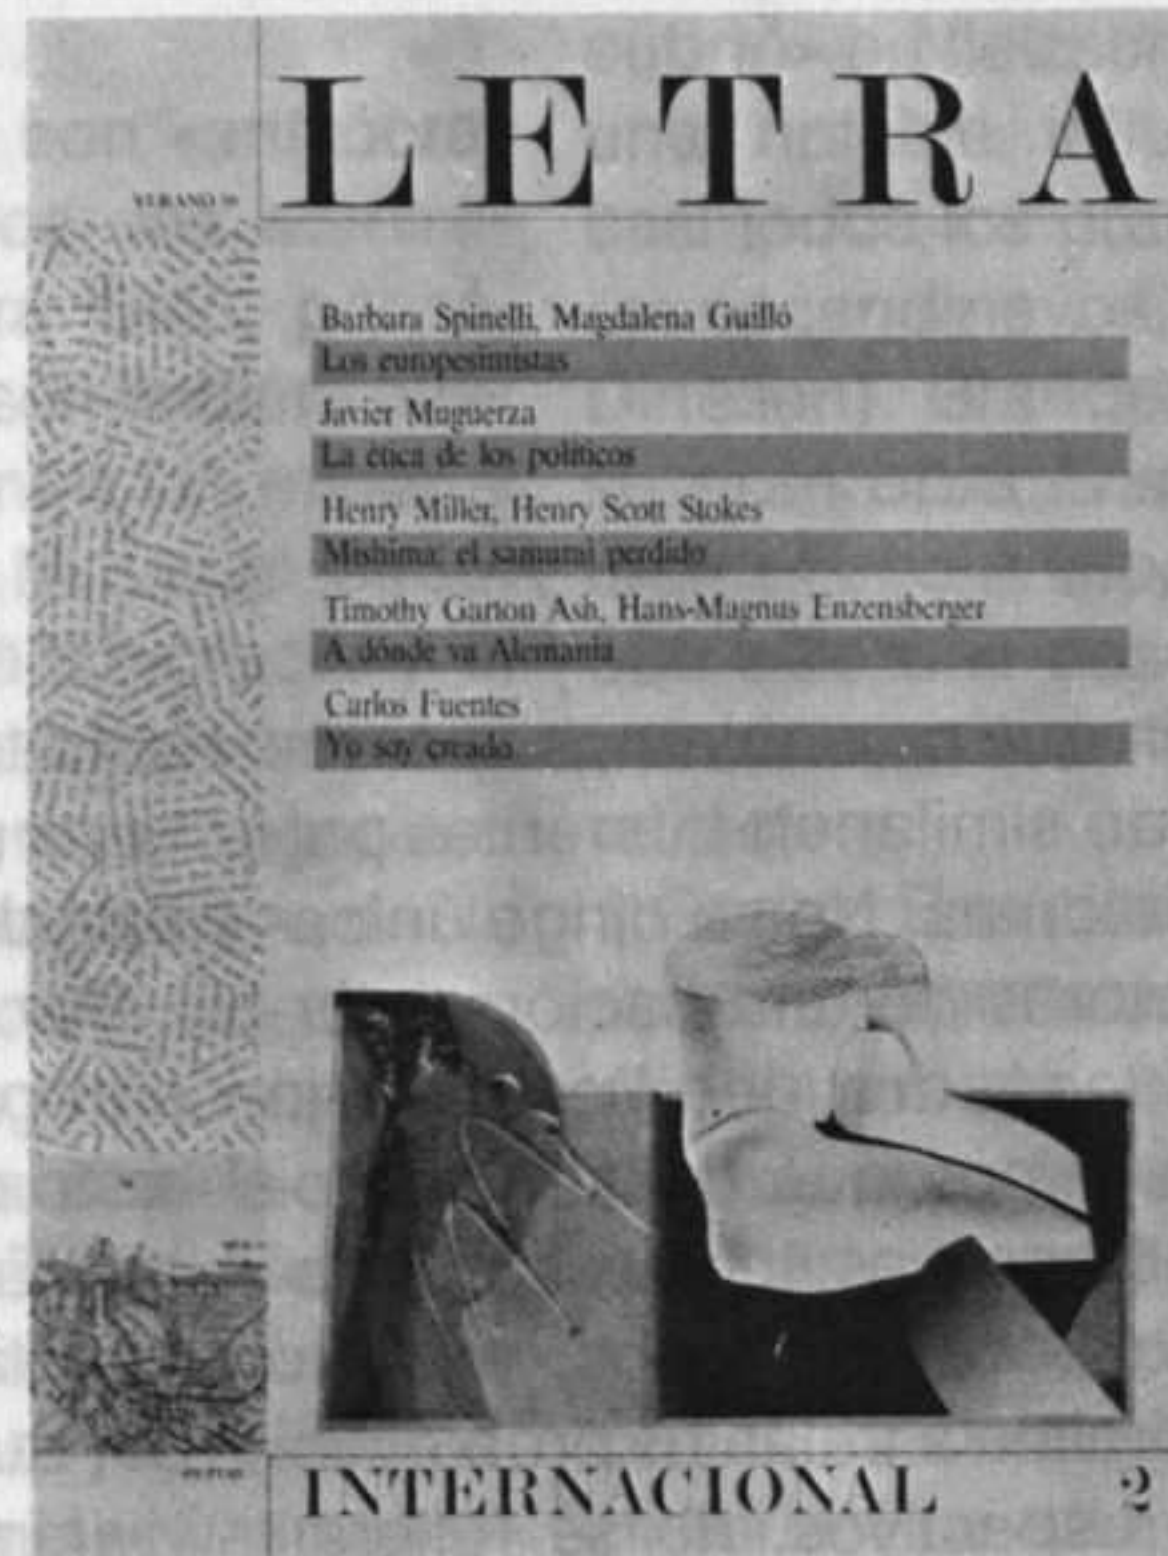 LETRA
VERANO
Barbara Spinelli, Magdalena Guilló
Los europesimistas
Javier Muguerza
La ética de los políticos
Henry Miller, Henry Scott Stokes
Mishima: el samurai perdido
Timothy Garton Ash, Hans-Magnus Enzensberger
A dónde va Alemania
Carlos Fuentes
Yo soy creado
INTERNACIONAL 2